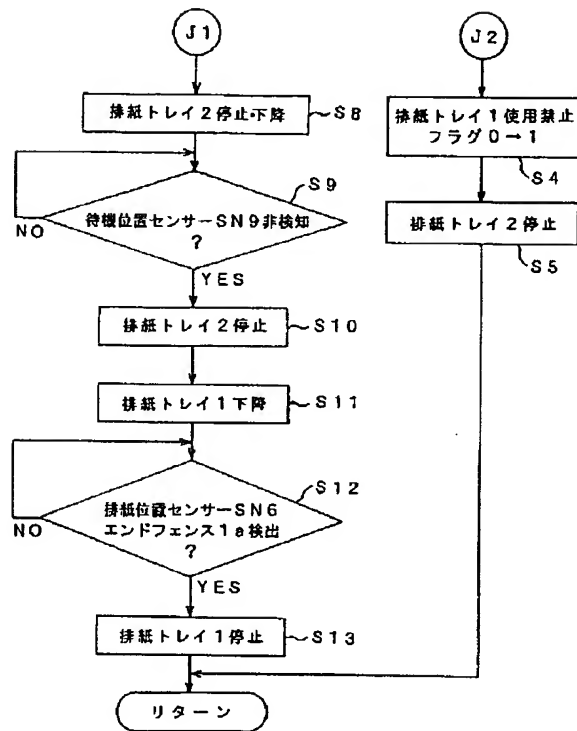 J1
排紙トレイ2停止・下降
S8
S9
待機位置センサーSN9非検知
?
NO
YES
排紙トレイ2停止
S10
排紙トレイ1下降
S11
S12
排紙位置センサーSN6
エンドフェンス1a検出
?
NO
YES
排紙トレイ1停止
S13
リターン
J2
排紙トレイ1使用禁止
フラグ0→1
S4
排紙トレイ2停止
S5